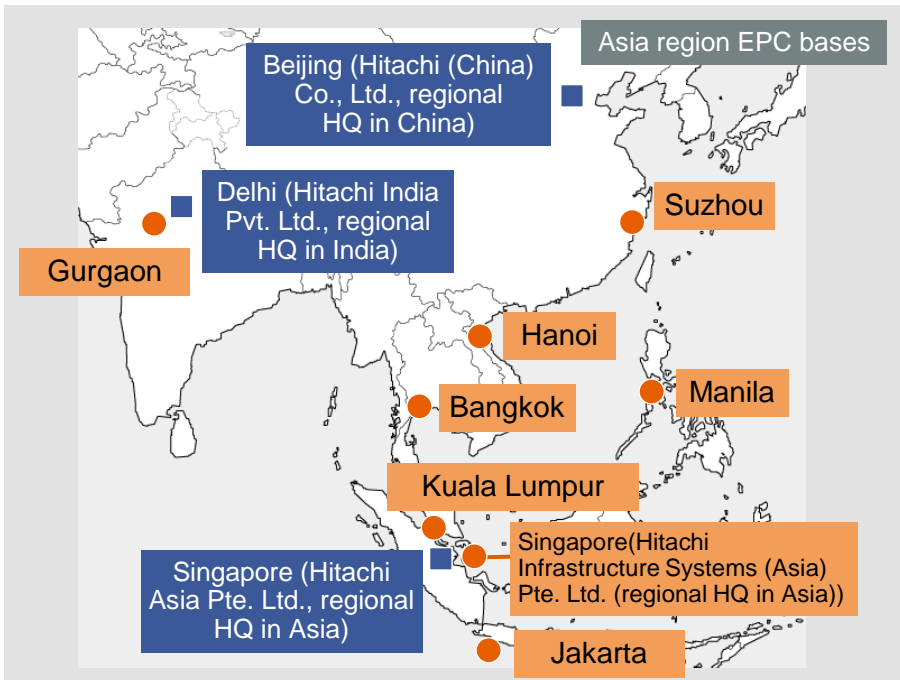 Asia region EPC bases
Beijing (Hitachi (China)
Co., Ltd., regional
HQ in China)
Delhi (Hitachi India
Pvt. Ltd., regional
HQ in India)
Suzhou
Gurgaon
Hanoi
Manila
Bangkok
Kuala Lumpur
Singapore(Hitachi
Infrastructure Systems (Asia)
Pte. Ltd. (regional HQ in Asia))
Singapore (Hitachi
Asia Pte. Ltd., regional
HQ in Asia)
Jakarta